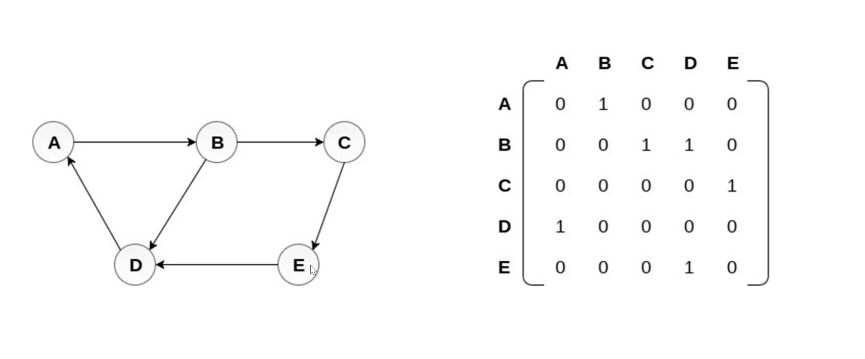 A B C D E
A 0 1 0 0 0
A B C
B 0 0 1 1 0
C 0 0 0 0 1
D 1 0 0 0 0
D E
E 0 0 0 1 0